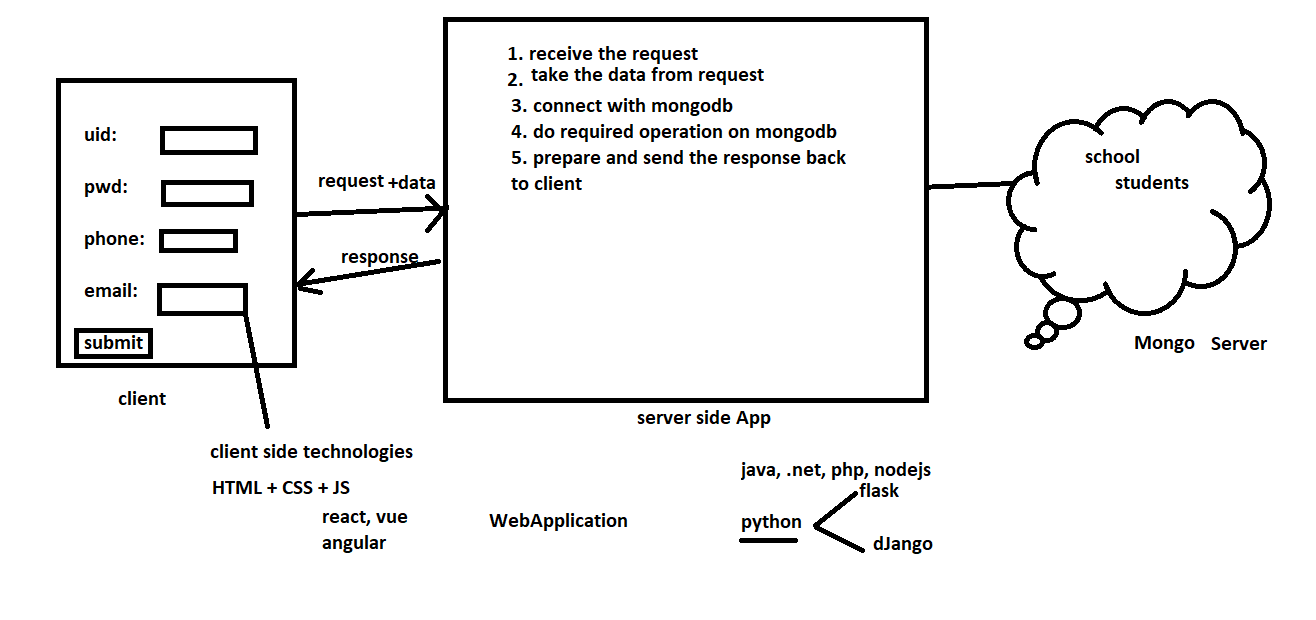 uid:
pwd:
phone:
email:
submit
client
request +data
response
1. receive the request
2. take the data from request
3. connect with mongodb
4. do required operation on mongodb
5. prepare and send the response back
to client
server side App
school
students
Mongo Server
client side technologies
HTML + CSS + JS
react, vue
angular
WebApplication
java, .net, php, nodejs
flask
python
dJango